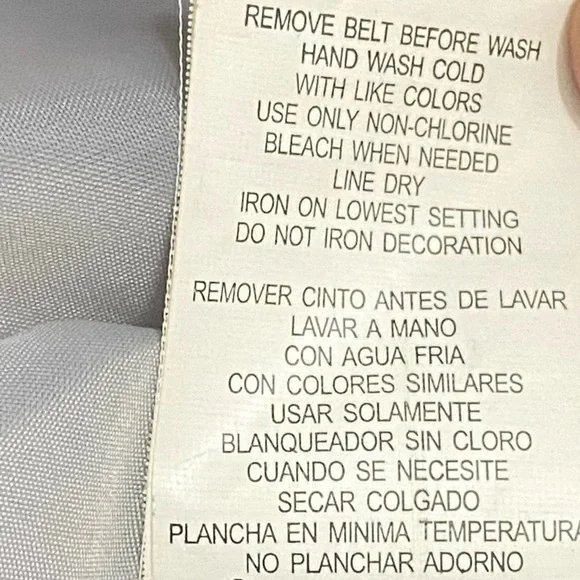 REMOVE BELT BEFORE WASH
HAND WASH COLD
WITH LIKE COLORS
USE ONLY NON-CHLORINE
BLEACH WHEN NEEDED
LINE DRY
IRON ON LOWEST SETTING
DO NOT IRON DECORATION
REMOVER CINTO ANTES DE LAVAR
LAVAR A MANO
CON AGUA FRIA
CON COLORES SIMILARES
USAR SOLAMENTE
BLANQUEADOR SIN CLORO
CUANDO SE NECESITE
SECAR COLGADO
PLANCHA EN MINIMA TEMPERATURA
NO PLANCHAR ADORNO